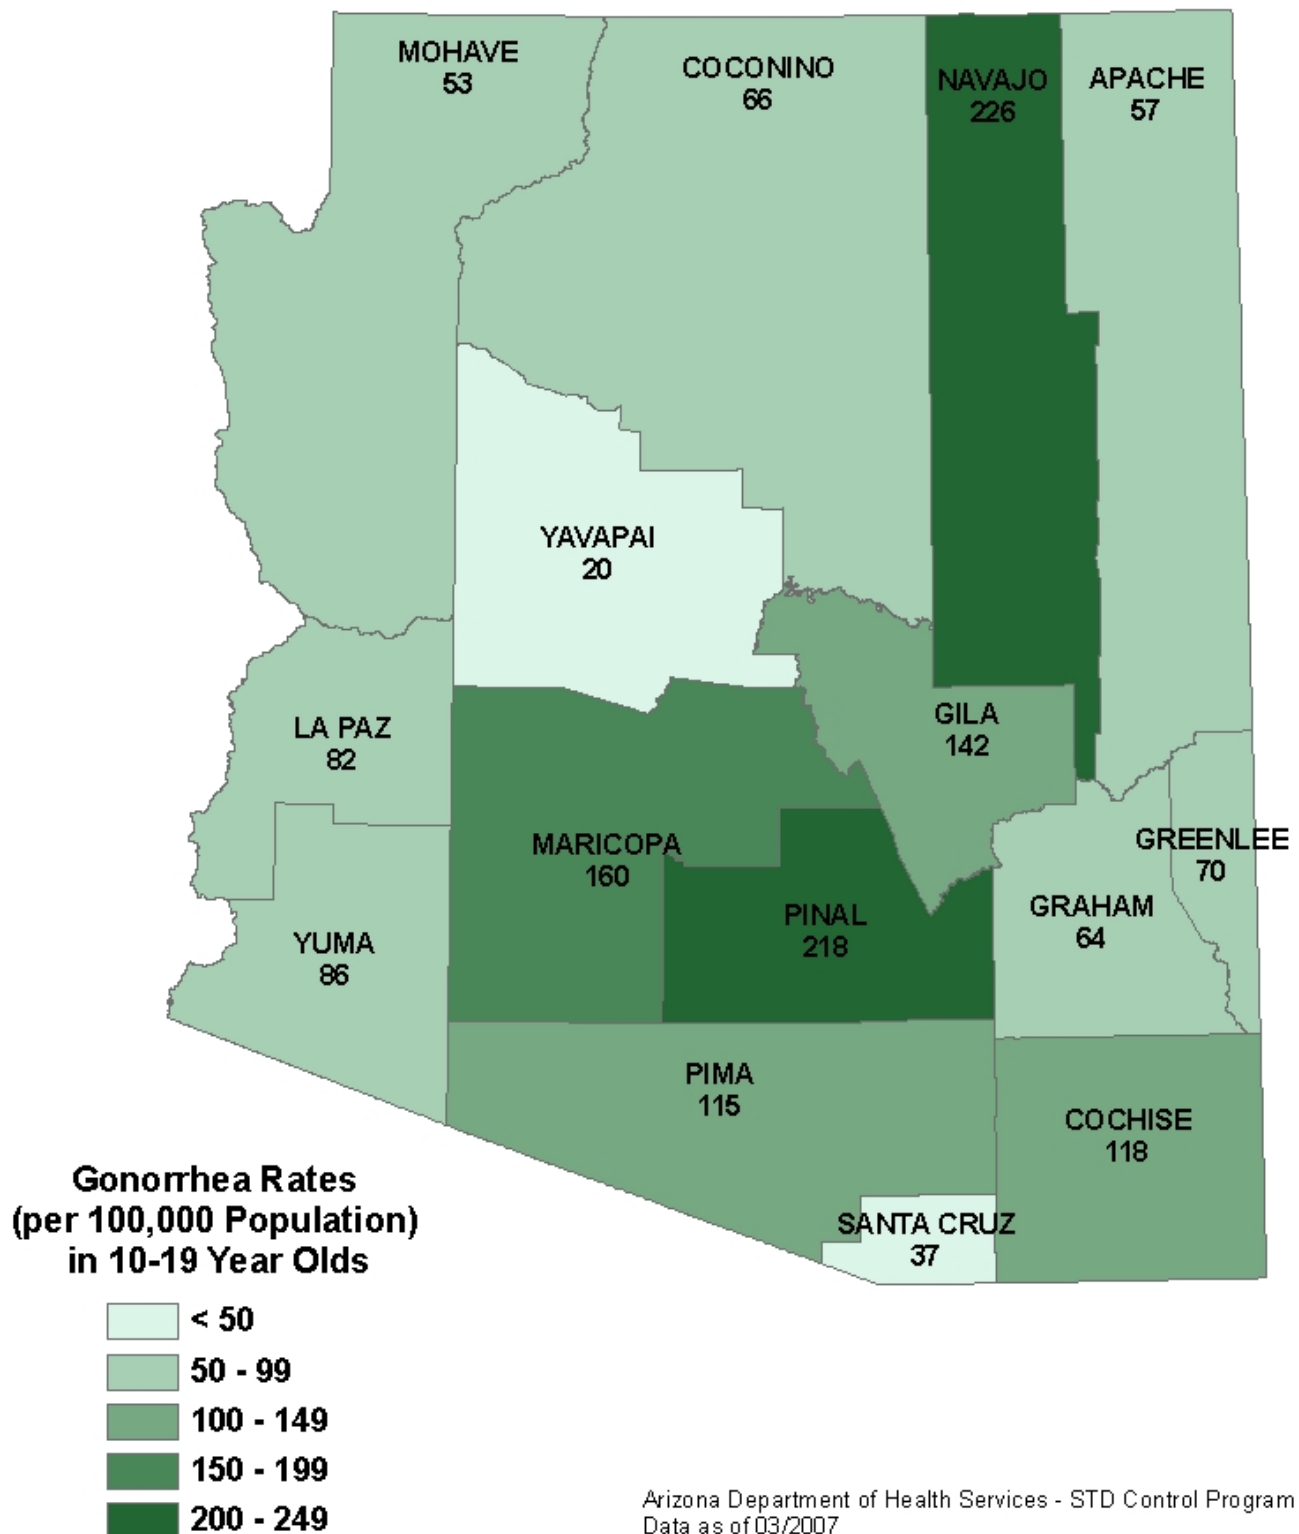 MOHAVE
53
COCONINO
66
NAVAJO
226
APACHE
57
YAVAPAI
20
LA PAZ
82
GILA
142
MARICOPA
160
GREENLEE
70
PINAL
218
GRAHAM
64
YUMA
86
PIMA
115
COCHISE
118
SANTA CRUZ
37
Gonorrhea Rates
(per 100,000 Population)
in 10-19 Year Olds
< 50
50 - 99
100 - 149
150 - 199
200 - 249
Arizona Department of Health Services - STD Control Program
Data as of 03/2007